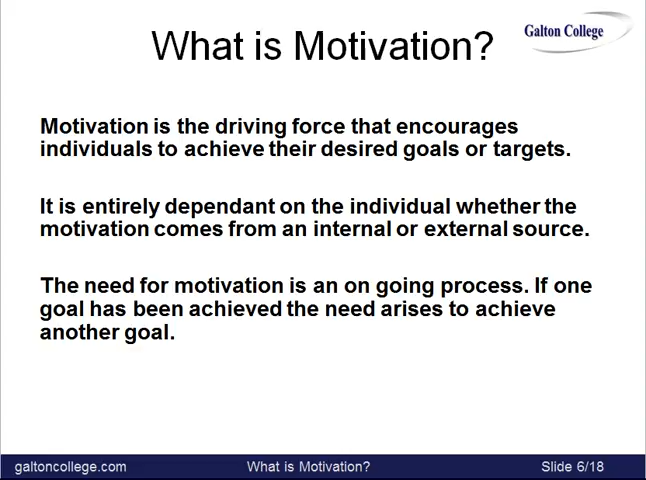 What is Motivation?
Galton College
Motivation is the driving force that encourages
individuals to achieve their desired goals or targets.
It is entirely dependant on the individual whether the
motivation comes from an internal or external source.
The need for motivation is an on going process. If one
goal has been achieved the need arises to achieve
another goal.
galtoncollege.com
What is Motivation?
Slide 6/18